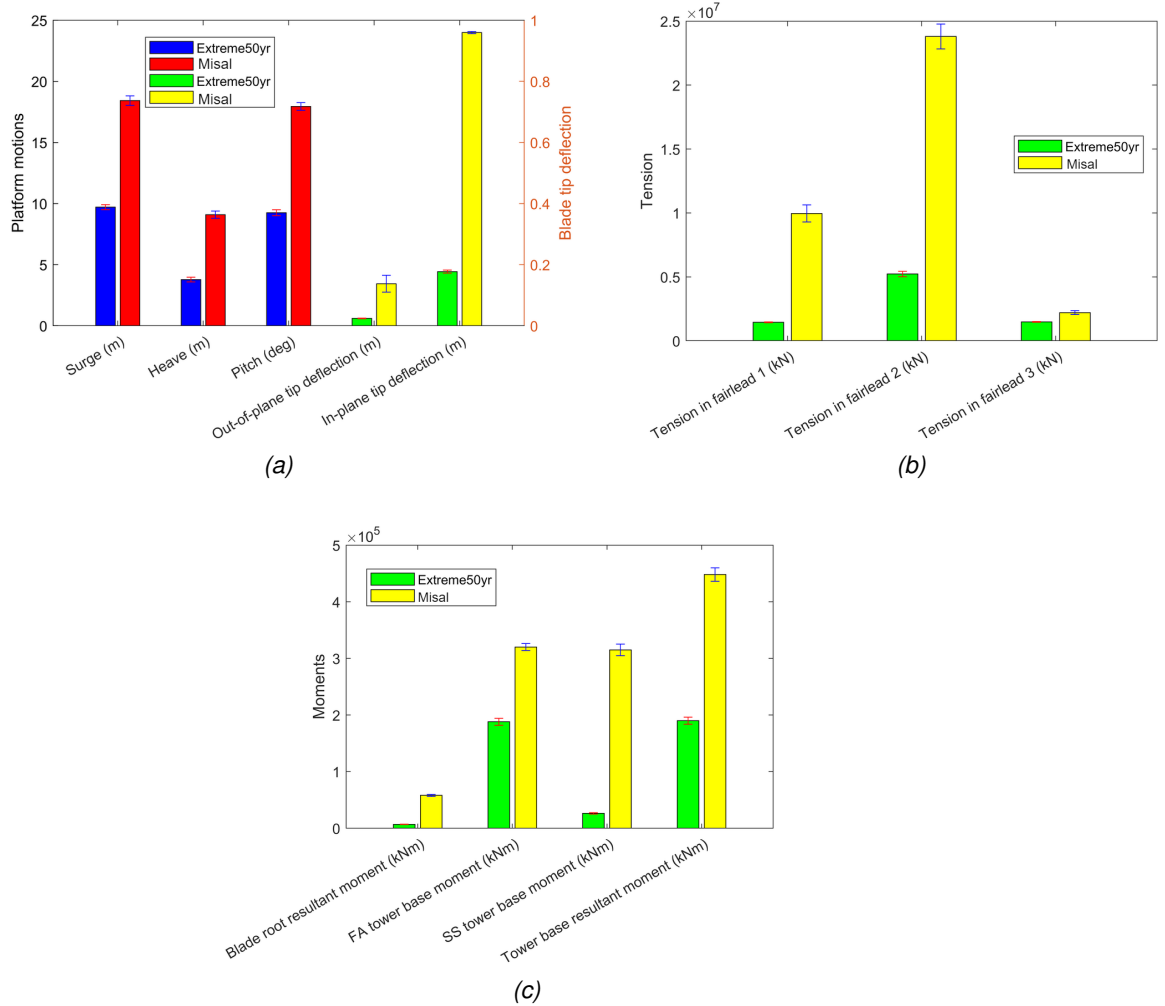 25
20
15
10
5
0
Platform motions
Extreme50yr
Misal
Extreme50yr
Misal
1
0.8
0.6
0.4
0.2
0
Blade tip deflection
Surge (m)
Heave (m)
Pitch (deg)
Out-of-plane tip deflection (m)
In-plane tip deflection (m)
(a)
×10⁷
2.5
2
1.5
1
0.5
0
Tension
Extreme50yr
Misal
Tension in fairlead 1 (kN)
Tension in fairlead 2 (kN)
Tension in fairlead 3 (kN)
(b)
×10⁵
5
4
3
2
1
0
Moments
Extreme50yr
Misal
Blade root resultant moment (kNm)
FA tower base moment (kNm)
SS tower base moment (kNm)
Tower base resultant moment (kNm)
(c)